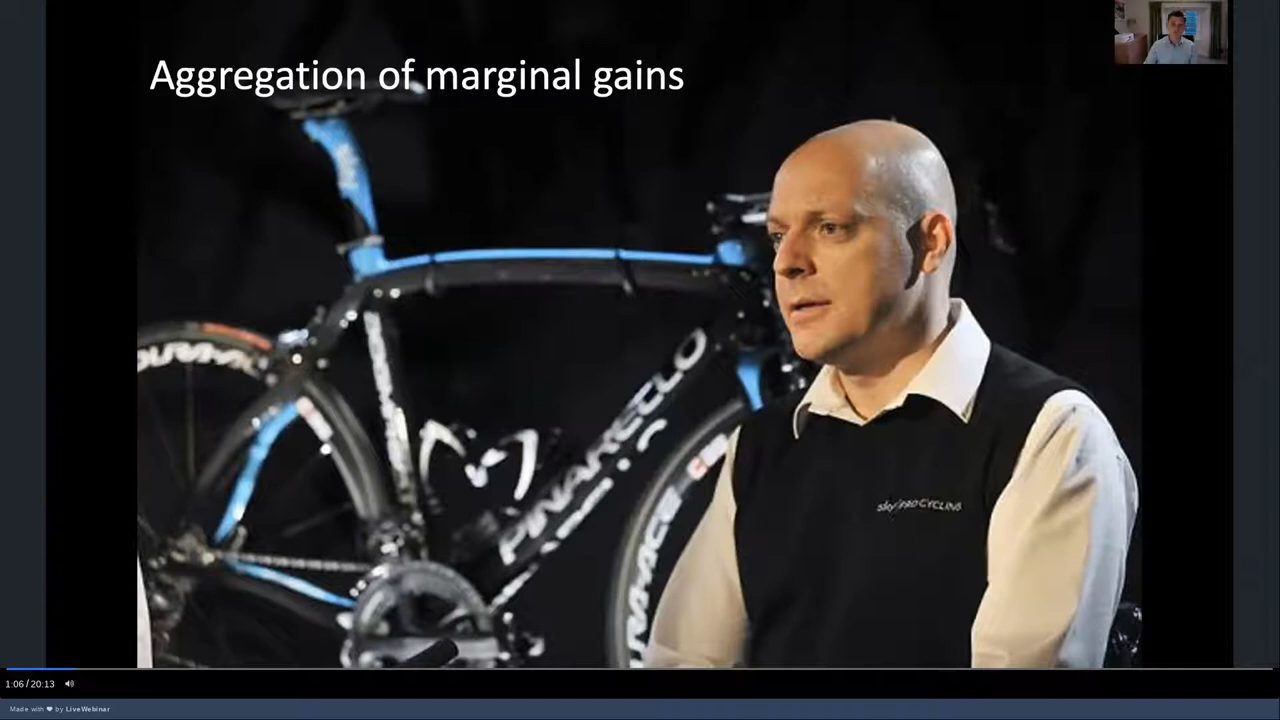 Aggregation of marginal gains
DURA-AC
PINARELLO
DURA-ACE
sky PRO CYCLING
1:06 / 20:13
Made with ❤ by LiveWebinar